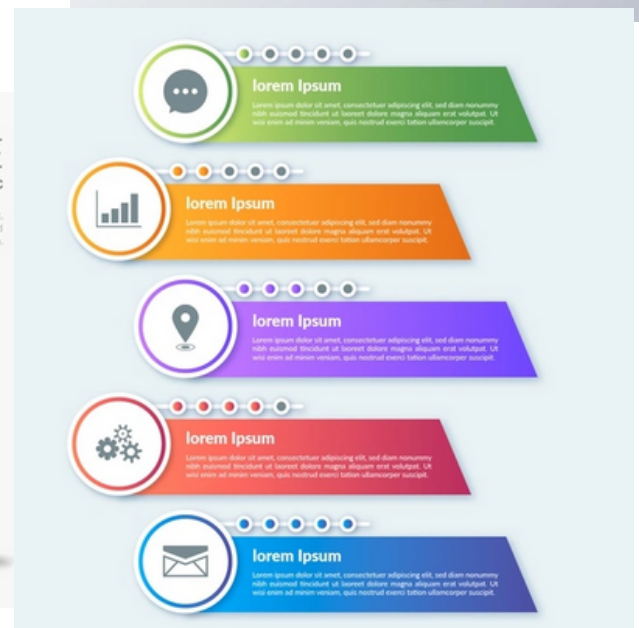 lorem Ipsum
Lorem ipsum dolor sit amet, consectetuer adipiscing elit, sed diam nonummy
nibh euismod tincidunt ut laoreet dolore magna aliquam erat volutpat. Ut
wisi enim ad minim veniam, quis nostrud exerci tation ullamcorper suscipit.
lorem Ipsum
Lorem ipsum dolor sit amet, consectetuer adipiscing elit, sed diam nonummy
nibh euismod tincidunt ut laoreet dolore magna aliquam erat volutpat. Ut
wisi enim ad minim veniam, quis nostrud exerci tation ullamcorper suscipit.
lorem Ipsum
Lorem ipsum dolor sit amet, consectetuer adipiscing elit, sed diam nonummy
nibh euismod tincidunt ut laoreet dolore magna aliquam erat volutpat. Ut
wisi enim ad minim veniam, quis nostrud exerci tation ullamcorper suscipit.
lorem Ipsum
Lorem ipsum dolor sit amet, consectetuer adipiscing elit, sed diam nonummy
nibh euismod tincidunt ut laoreet dolore magna aliquam erat volutpat. Ut
wisi enim ad minim veniam, quis nostrud exerci tation ullamcorper suscipit.
lorem Ipsum
Lorem ipsum dolor sit amet, consectetuer adipiscing elit, sed diam nonummy
nibh euismod tincidunt ut laoreet dolore magna aliquam erat volutpat. Ut
wisi enim ad minim veniam, quis nostrud exerci tation ullamcorper suscipit.